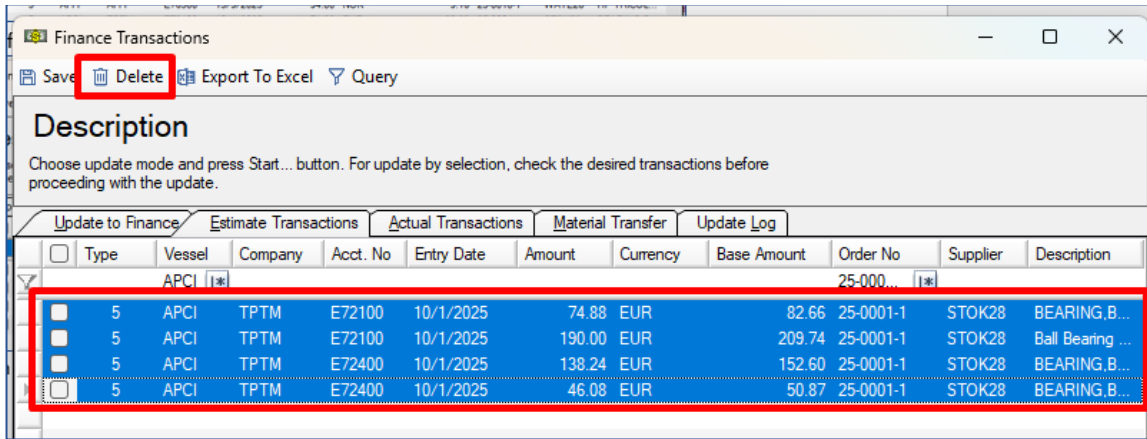 Finance Transactions
Save Delete Export To Excel Query
Description
Choose update mode and press Start... button. For update by selection, check the desired transactions before
proceeding with the update.
Update to Finance Estimate Transactions Actual Transactions Material Transfer Update Log
Type Vessel Company Acct. No Entry Date Amount Currency Base Amount Order No Supplier Description
APCI 25-000...
5 APCI TPTM E72100 10/1/2025 74.88 EUR 82.66 25-0001-1 STOK28 BEARING,B...
5 APCI TPTM E72100 10/1/2025 190.00 EUR 209.74 25-0001-1 STOK28 Ball Bearing ...
5 APCI TPTM E72400 10/1/2025 138.24 EUR 152.60 25-0001-1 STOK28 BEARING,B...
5 APCI TPTM E72400 10/1/2025 46.08 EUR 50.87 25-0001-1 STOK28 BEARING,B...